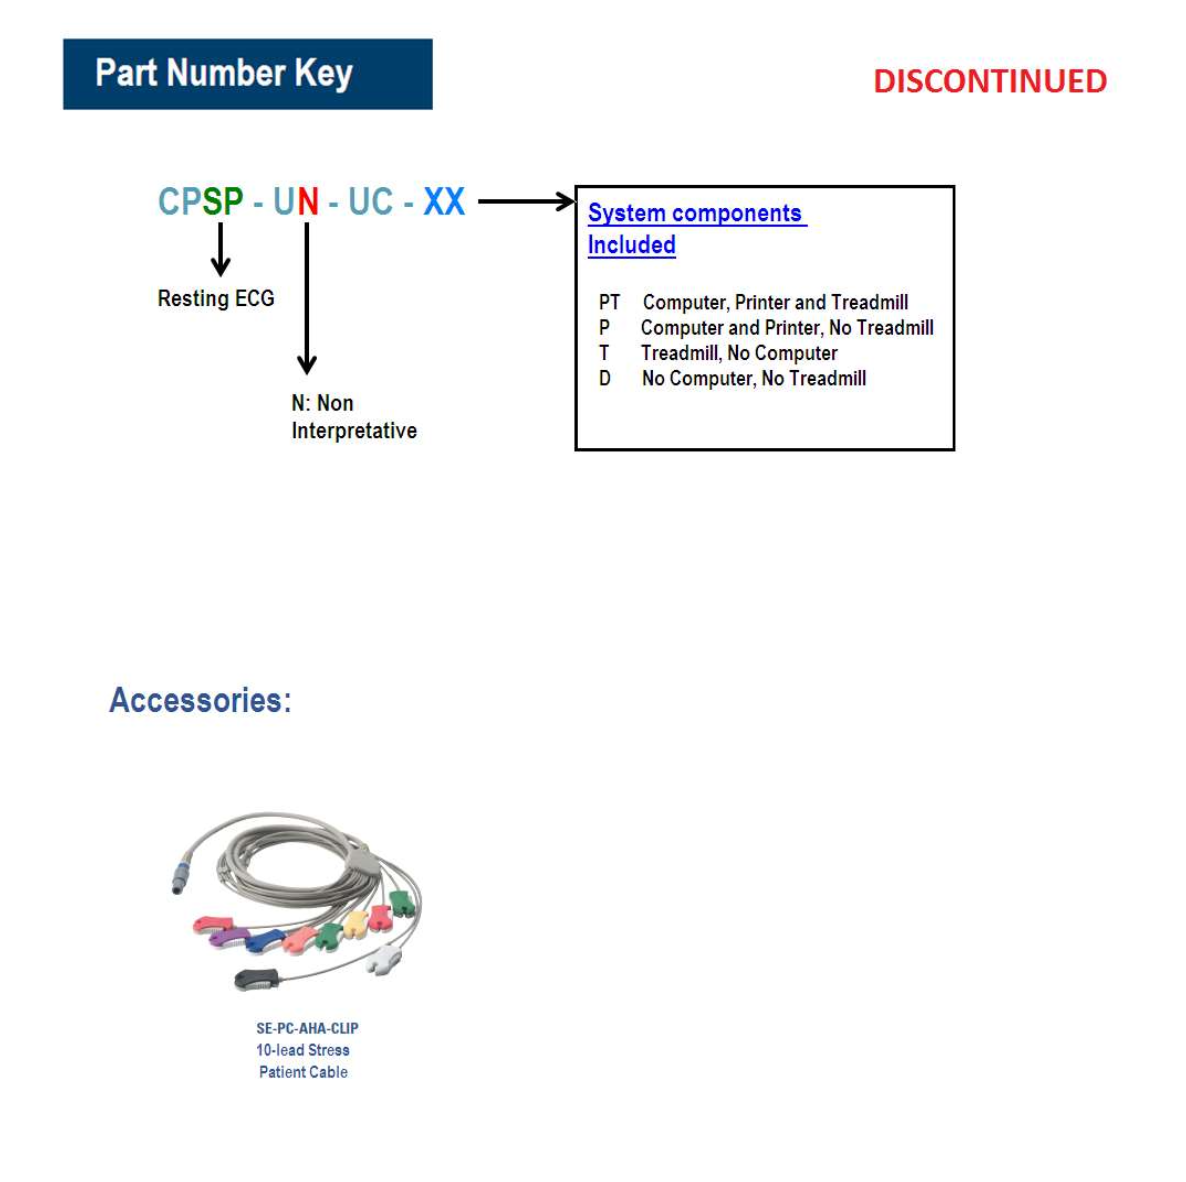 Part Number Key
DISCONTINUED
CPSP - UN - UC - XX
Resting ECG
N: Non
Interpretative
System components
Included
PT Computer, Printer and Treadmill
P Computer and Printer, No Treadmill
T Treadmill, No Computer
D No Computer, No Treadmill
Accessories:
SE-PC-AHA-CLIP
10-lead Stress
Patient Cable